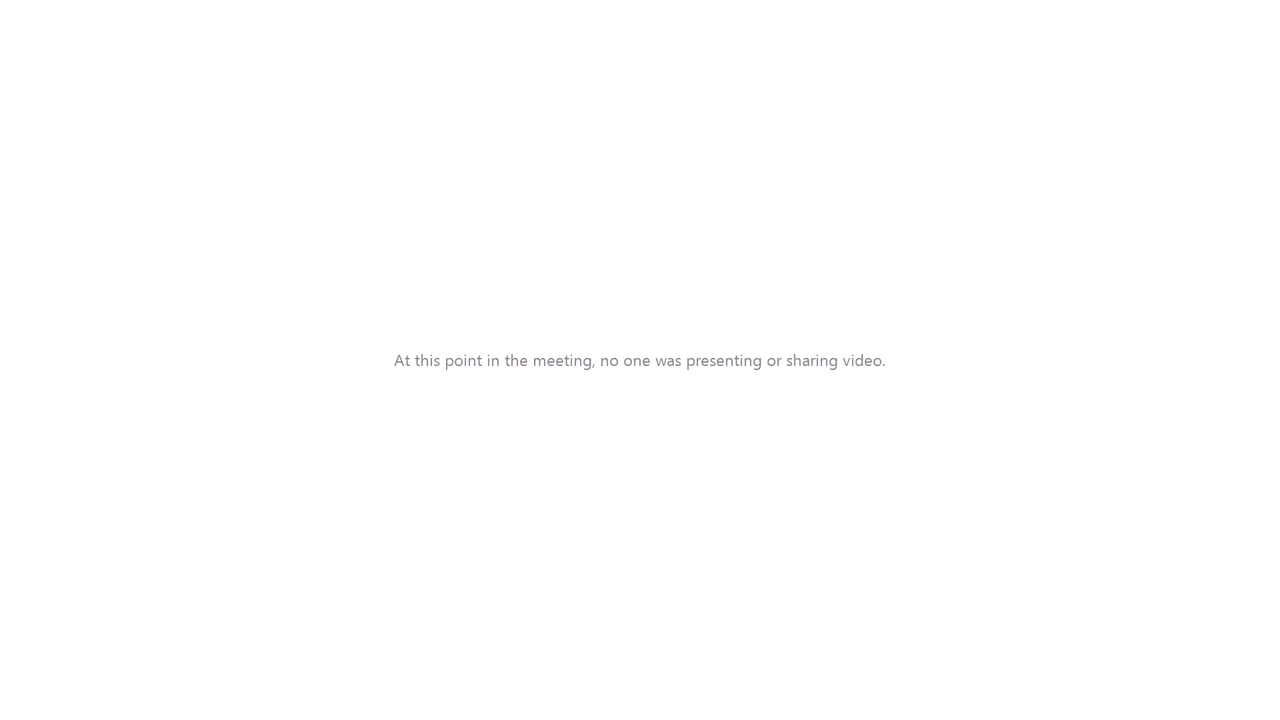 At this point in the meeting, no one was presenting or sharing video.